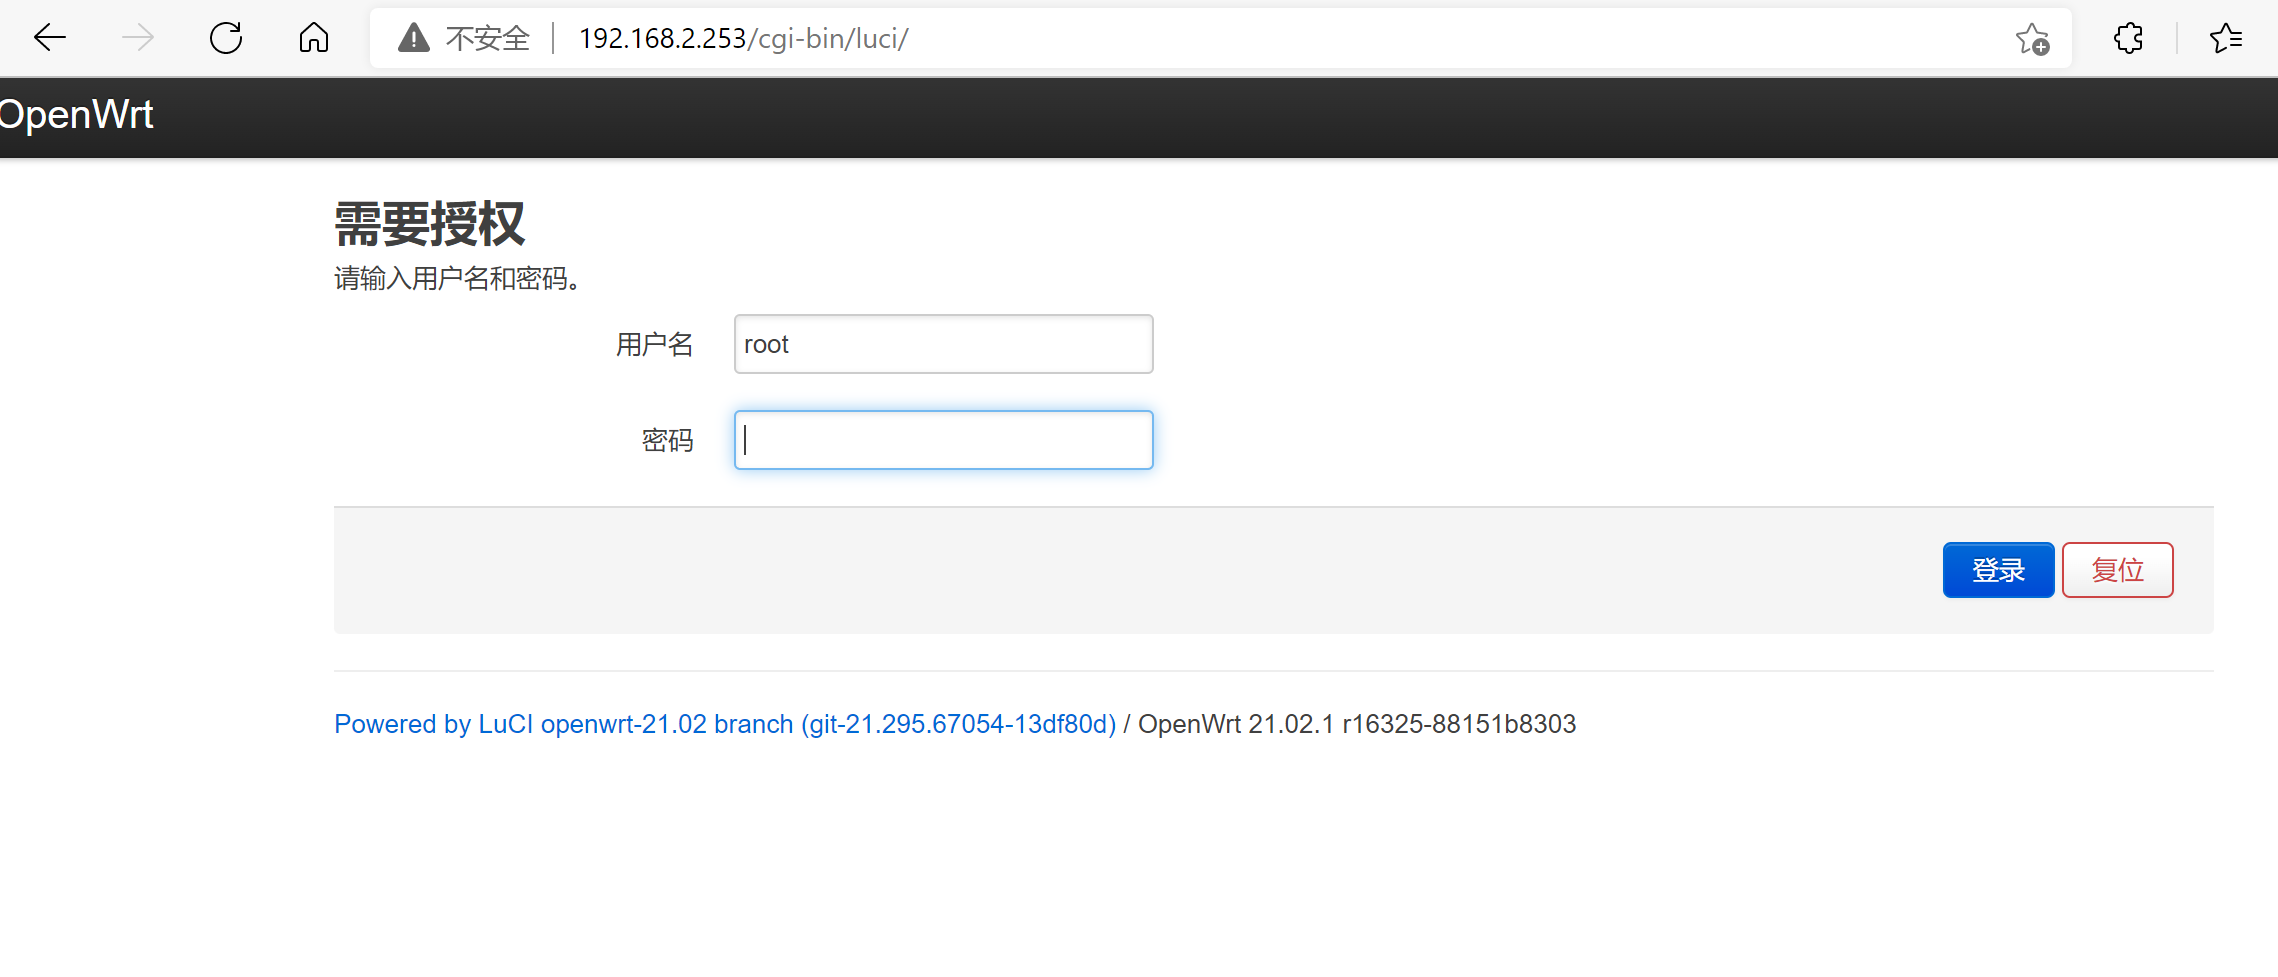 不安全 192.168.2.253/cgi-bin/luci/
OpenWrt
需要授权
请输入用户名和密码。
用户名 root
密码
登录 复位
Powered by LuCI openwrt-21.02 branch (git-21.295.67054-13df80d) / OpenWrt 21.02.1 r16325-88151b8303